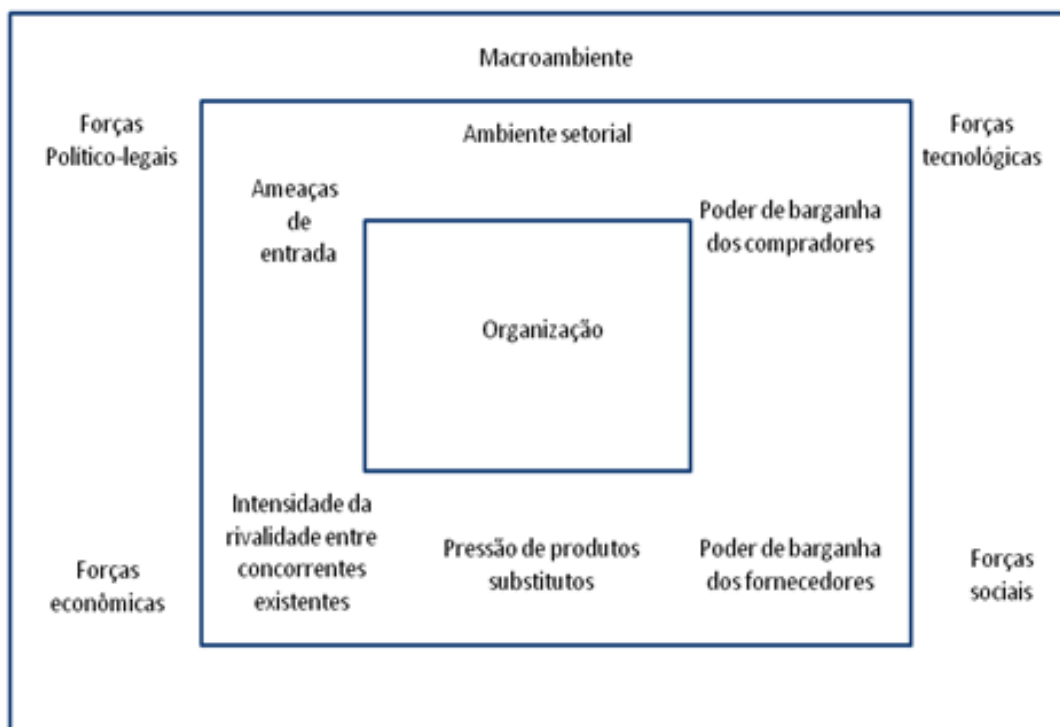 Macroambiente
Forças
Político-legais
Forças
tecnológicas
Ambiente setorial
Ameaças
de
entrada
Poder de barganha
dos compradores
Organização
Intensidade da
rivalidade entre
concorrentes
existentes
Pressão de produtos
substitutos
Poder de barganha
dos fornecedores
Forças
econômicas
Forças
sociais